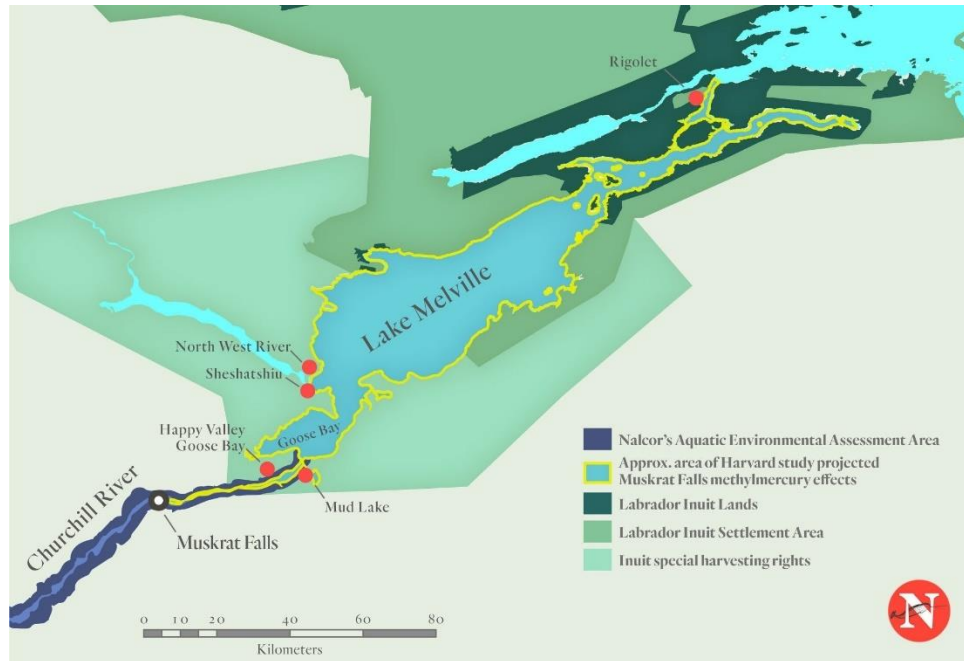 Rigolet
Lake Melville
North West River
Sheshatshiu
Happy Valley
Goose Bay
Goose Bay
Mud Lake
Churchill River
Muskrat Falls
Nalcor's Aquatic Environmental Assessment Area
Approx. area of Harvard study projected
Muskrat Falls methylmercury effects
Labrador Inuit Lands
Labrador Inuit Settlement Area
Inuit special harvesting rights
0 20 40 60 80
Kilometers
N